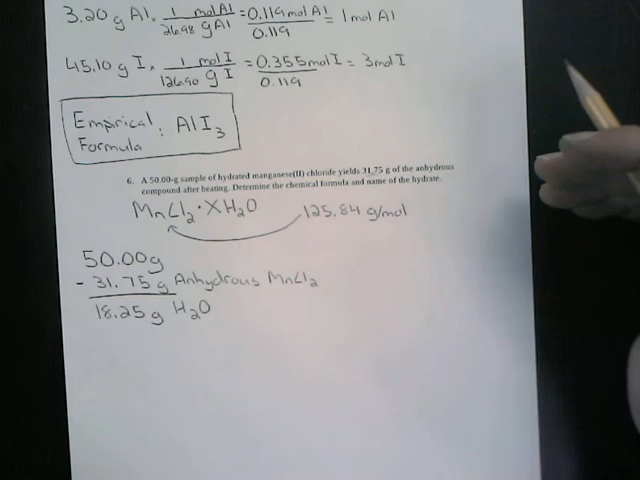 3.20 g Al × 1 mol Al / 26.98 g Al = 0.119 mol Al / 0.119 = 1 mol Al
45.10 g I × 1 mol I / 126.90 g I = 0.355 mol I / 0.119 = 3 mol I
Empirical
Formula : AlI₃
6. A 50.00-g sample of hydrated manganese(II) chloride yields 31.75 g of the anhydrous
compound after heating. Determine the chemical formula and name of the hydrate.
MnCl₂ · XH₂O 125.84 g/mol
50.00g
- 31.75 g Anhydrous MnCl₂
18.25 g H₂O